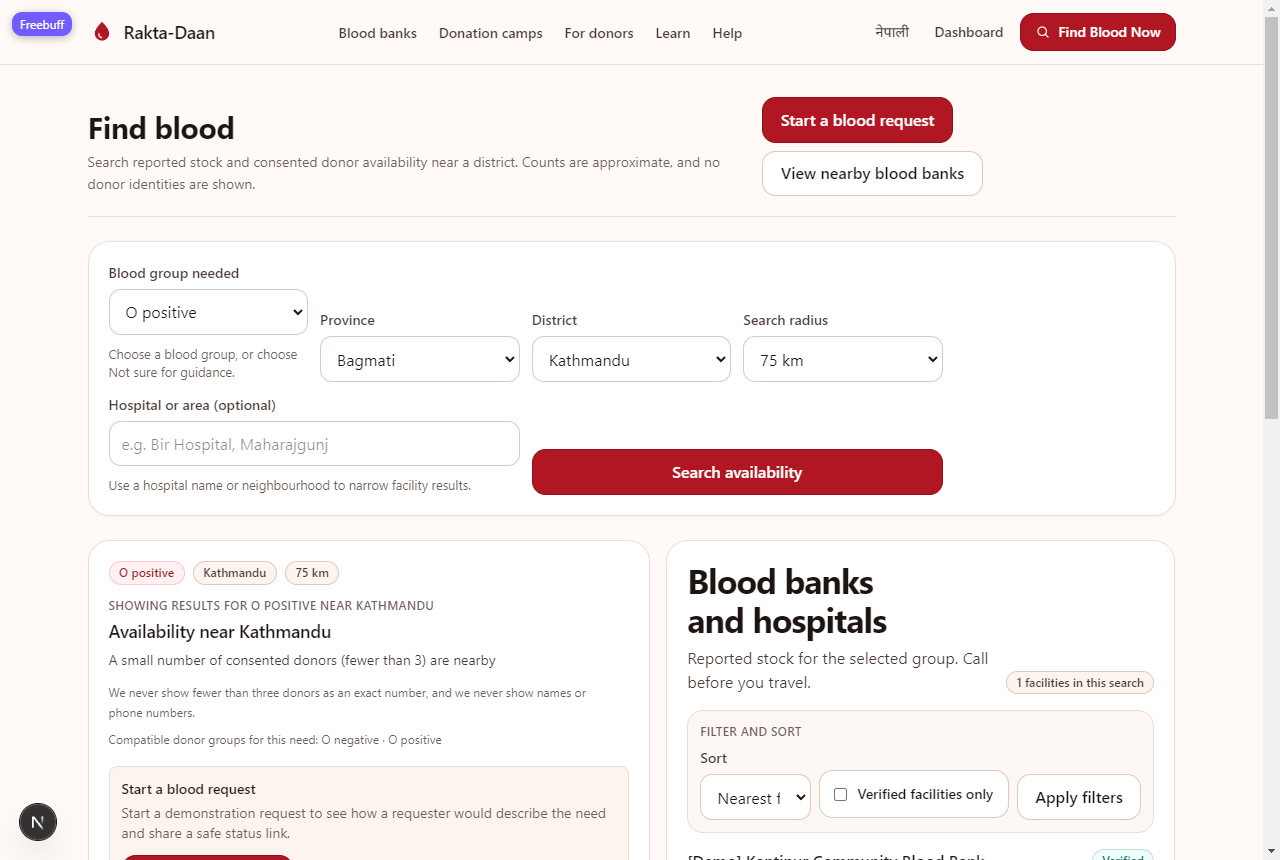 Freebuff
Rakta-Daan
Blood banks
Donation camps
For donors
Learn
Help
नेपाली
Dashboard
Find Blood Now
Find blood
Search reported stock and consented donor availability near a district. Counts are approximate, and no
donor identities are shown.
Start a blood request
View nearby blood banks
Blood group needed
O positive
Choose a blood group, or choose
Not sure for guidance.
Province
Bagmati
District
Kathmandu
Search radius
75 km
Hospital or area (optional)
e.g. Bir Hospital, Maharajgunj
Use a hospital name or neighbourhood to narrow facility results.
Search availability
O positive
Kathmandu
75 km
SHOWING RESULTS FOR O POSITIVE NEAR KATHMANDU
Availability near Kathmandu
A small number of consented donors (fewer than 3) are nearby
We never show fewer than three donors as an exact number, and we never show names or
phone numbers.
Compatible donor groups for this need: O negative · O positive
Start a blood request
Start a demonstration request to see how a requester would describe the need
and share a safe status link.
Blood banks
and hospitals
Reported stock for the selected group. Call
before you travel.
1 facilities in this search
FILTER AND SORT
Sort
Nearest f
Verified facilities only
Apply filters
[Demo] Kantipur Community Blood Bank
Verified
N